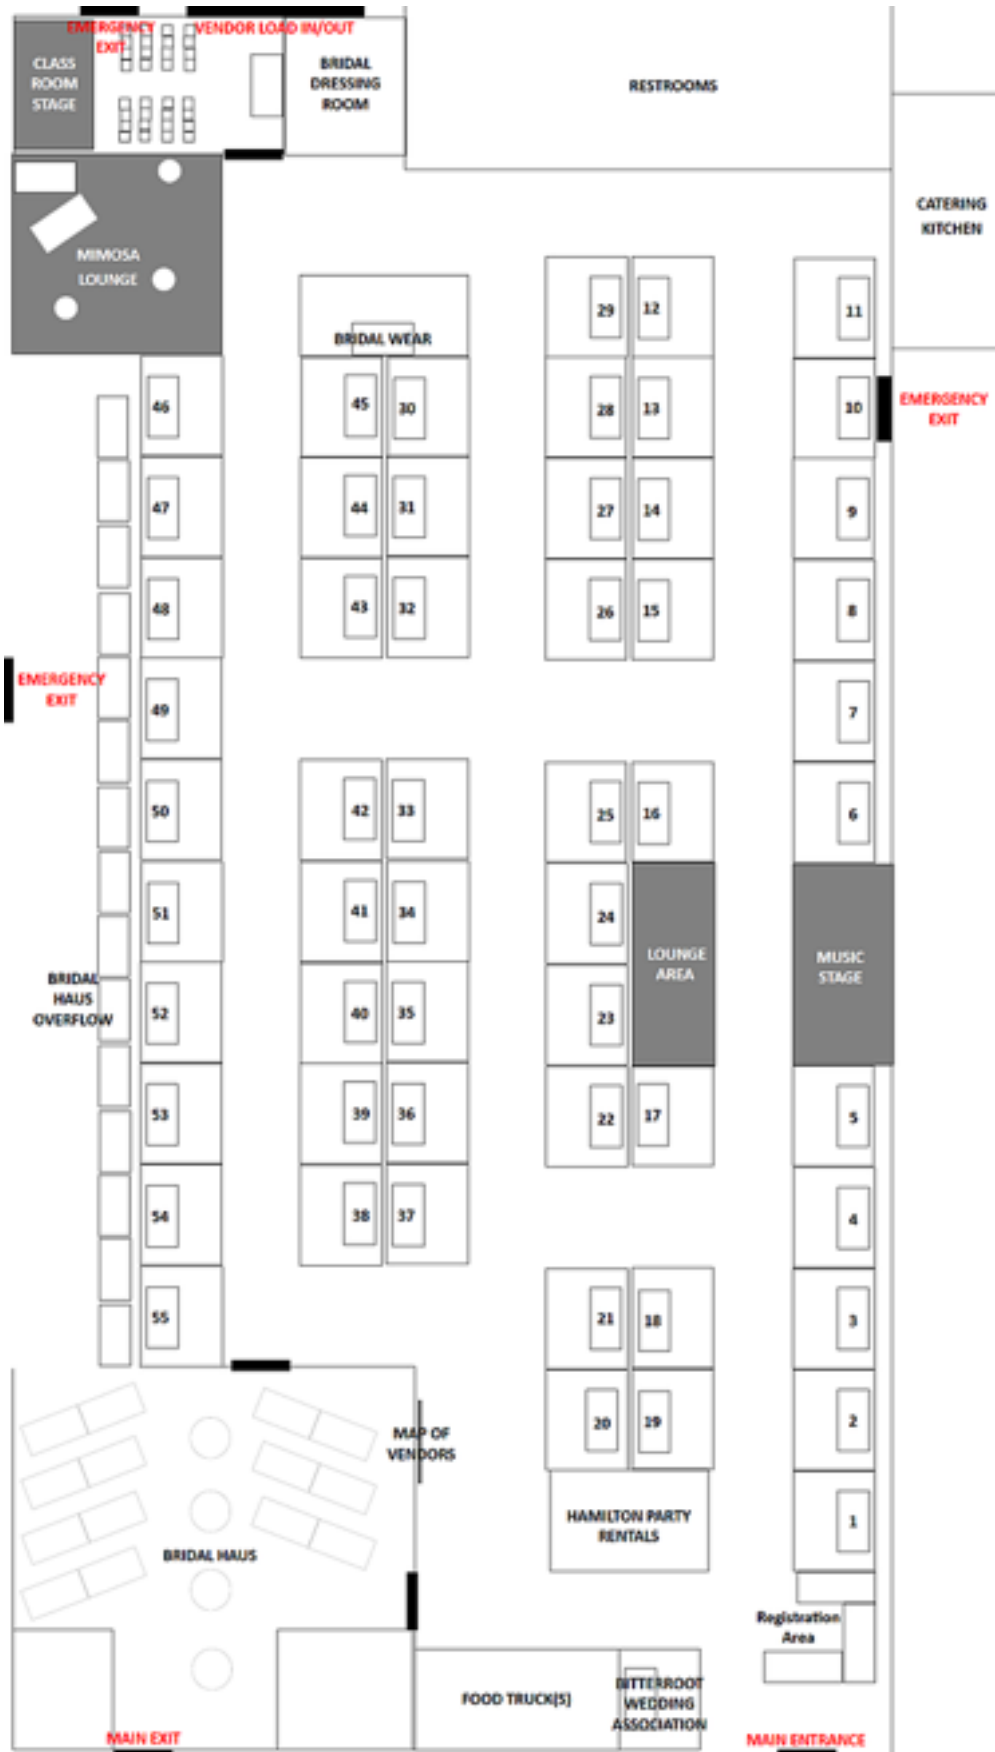 EMERGENCY
EXIT
VENDOR LOAD IN/OUT
CLASS
ROOM
STAGE
BRIDAL
DRESSING
ROOM
RESTROOMS
CATERING
KITCHEN
MIMOSA
LOUNGE
29
12
11
BRIDAL WEAR
46
45
30
28
13
10
EMERGENCY
EXIT
47
44
31
27
14
9
48
43
32
26
15
8
EMERGENCY
EXIT
49
7
50
42
33
25
16
6
51
41
34
24
LOUNGE
AREA
MUSIC
STAGE
BRIDAL
HAUS
OVERFLOW
52
40
35
23
53
39
36
22
17
5
54
38
37
4
55
21
18
3
20
19
2
MAP OF
VENDORS
HAMILTON PARTY
RENTALS
1
BRIDAL HAUS
Registration
Area
FOOD TRUCK[S]
BITTERROOT
WEDDING
ASSOCIATION
MAIN EXIT
MAIN ENTRANCE